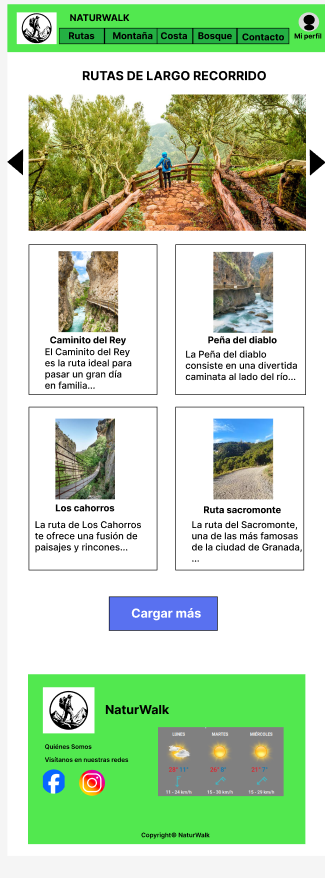 NATURWALK
Rutas Montaña Costa Bosque Contacto
Mi perfil
RUTAS DE LARGO RECORRIDO
Caminito del Rey
El Caminito del Rey
es la ruta ideal para
pasar un gran día
en familia...
Peña del diablo
La Peña del diablo
consiste en una divertida
caminata al lado del río...
Los cahorros
La ruta de Los Cahorros
te ofrece una fusión de
paisajes y rincones...
Ruta sacromonte
La ruta del Sacromonte,
una de las más famosas
de la ciudad de Granada,
...
Cargar más
NaturWalk
Quiénes Somos
Visítanos en nuestras redes
LUNES MARTES MIÉRCOLES
11 - 24 km/h 15 - 30 km/h 13 - 29 km/h
Copyright® NaturWalk